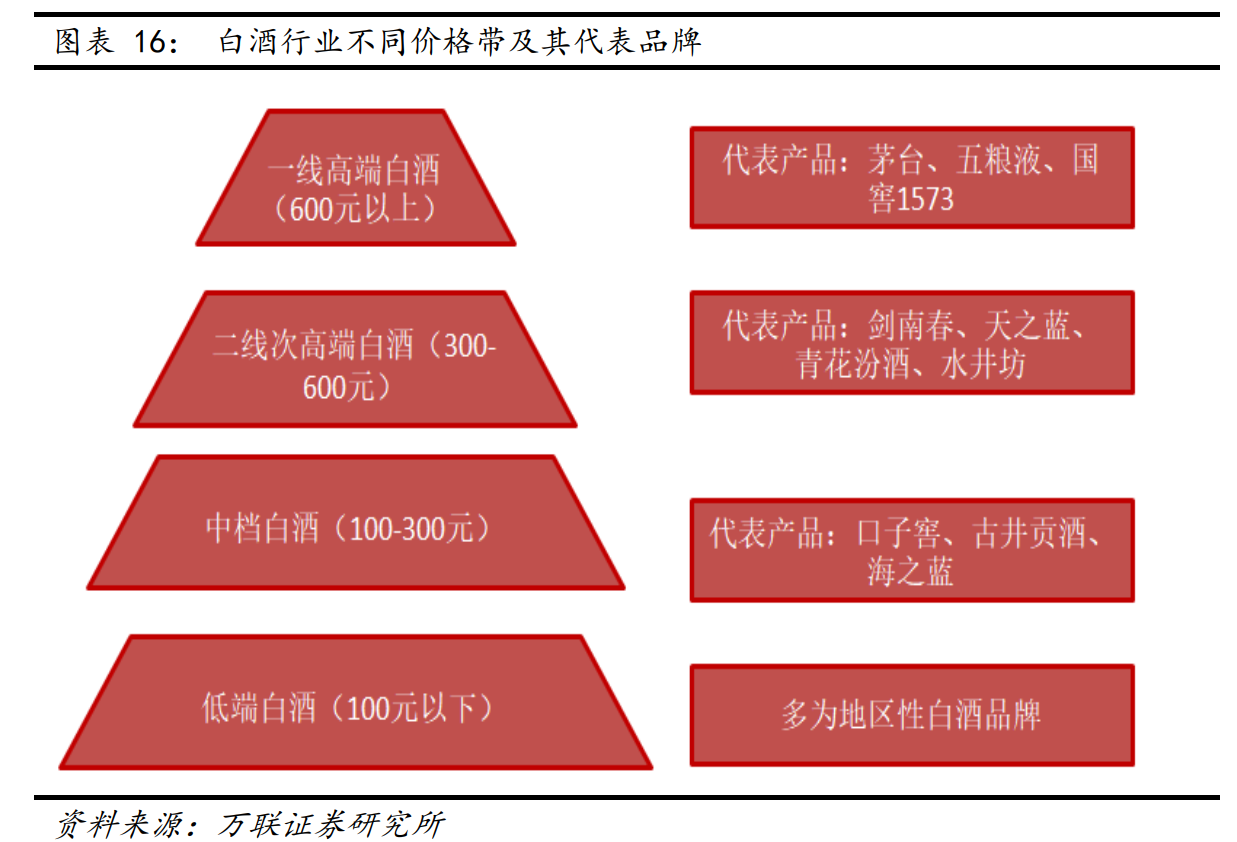 图表 16： 白酒行业不同价格带及其代表品牌
一线高端白酒
（600元以上）
代表产品：茅台、五粮液、国
窖1573
二线次高端白酒（300-
600元）
代表产品：剑南春、天之蓝、
青花汾酒、水井坊
中档白酒（100-300元）
代表产品：口子窖、古井贡酒、
海之蓝
低端白酒（100元以下）
多为地区性白酒品牌
资料来源：万联证券研究所